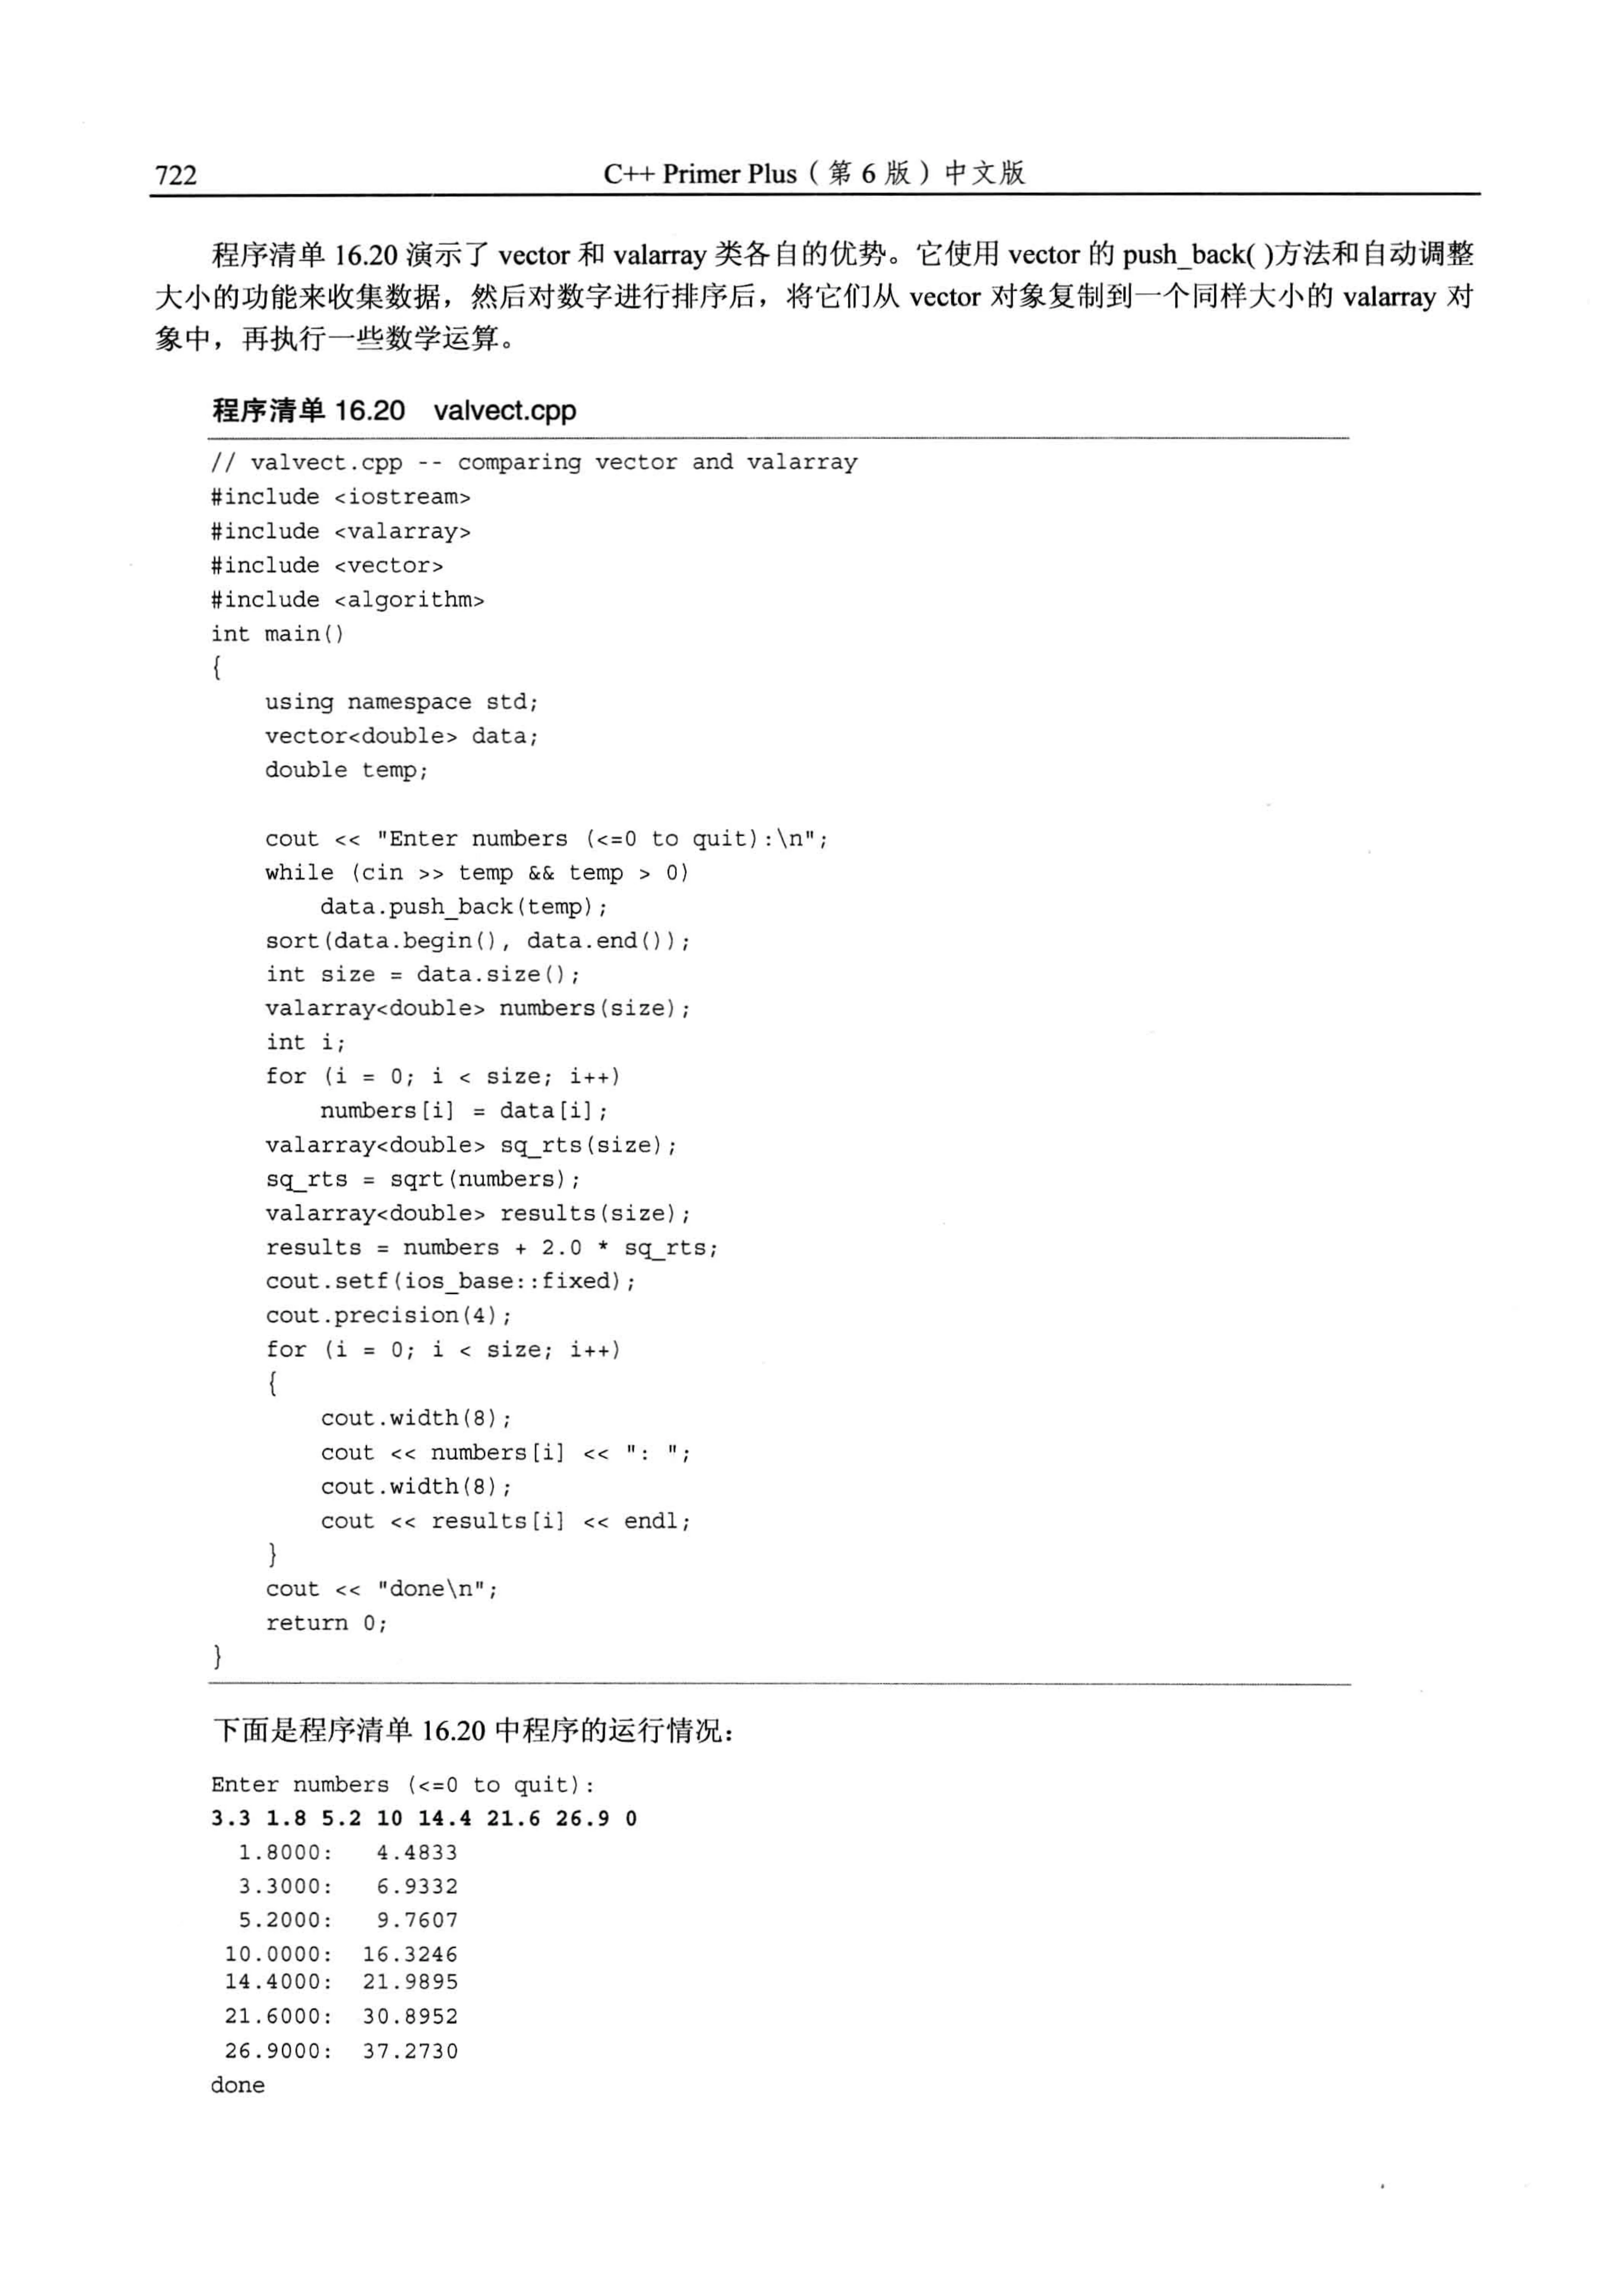 722
C++ Primer Plus（第 6 版）中文版
程序清单 16.20 演示了 vector 和 valarray 类各自的优势。它使用 vector 的 push_back( )方法和自动调整
大小的功能来收集数据，然后对数字进行排序后，将它们从 vector 对象复制到一个同样大小的 valarray 对
象中，再执行一些数学运算。
程序清单 16.20 valvect.cpp
// valvect.cpp -- comparing vector and valarray
#include <iostream>
#include <valarray>
#include <vector>
#include <algorithm>
int main()
{
    using namespace std;
    vector<double> data;
    double temp;

    cout << "Enter numbers (<=0 to quit):\n";
    while (cin >> temp && temp > 0)
        data.push_back(temp);
    sort(data.begin(), data.end());
    int size = data.size();
    valarray<double> numbers(size);
    int i;
    for (i = 0; i < size; i++)
        numbers[i] = data[i];
    valarray<double> sq_rts(size);
    sq_rts = sqrt(numbers);
    valarray<double> results(size);
    results = numbers + 2.0 * sq_rts;
    cout.setf(ios_base::fixed);
    cout.precision(4);
    for (i = 0; i < size; i++)
    {
        cout.width(8);
        cout << numbers[i] << ": ";
        cout.width(8);
        cout << results[i] << endl;
    }
    cout << "done\n";
    return 0;
}
下面是程序清单 16.20 中程序的运行情况：
Enter numbers (<=0 to quit):
3.3 1.8 5.2 10 14.4 21.6 26.9 0
  1.8000:   4.4833
  3.3000:   6.9332
  5.2000:   9.7607
 10.0000:  16.3246
 14.4000:  21.9895
 21.6000:  30.8952
 26.9000:  37.2730
done